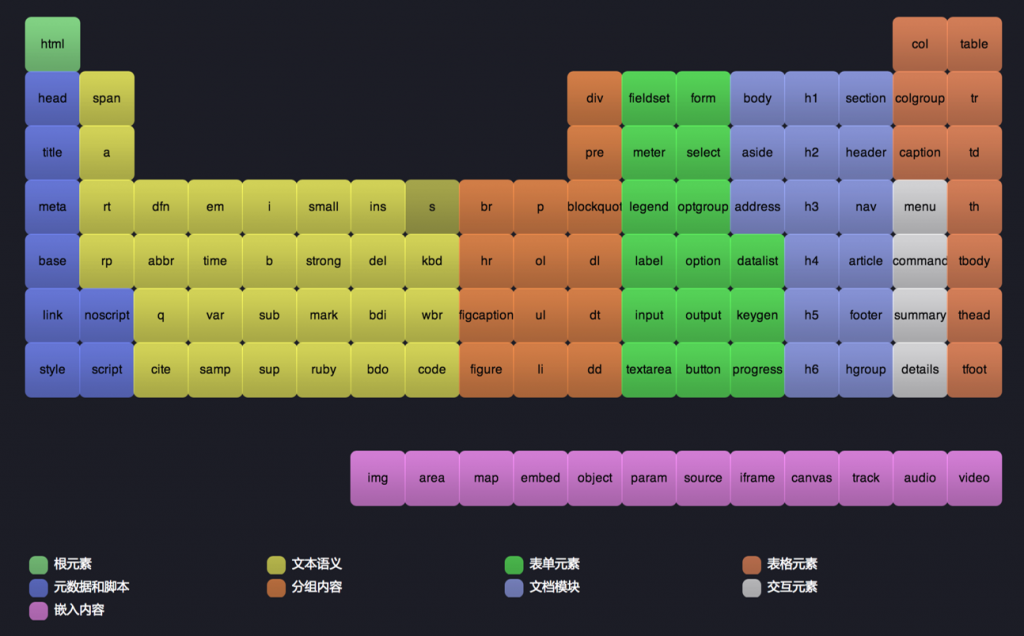 html col table
head span div fieldset form body h1 section colgroup tr
title a pre meter select aside h2 header caption td
meta rt dfn em i small ins s br p blockquot legend optgroup address h3 nav menu th
base rp abbr time b strong del kbd hr ol dl label option datalist h4 article command tbody
link noscript q var sub mark bdi wbr figcaption ul dt input output keygen h5 footer summary thead
style script cite samp sup ruby bdo code figure li dd textarea button progress h6 hgroup details tfoot
img area map embed object param source iframe canvas track audio video
根元素 文本语义 表单元素 表格元素
元数据和脚本 分组内容 文档模块 交互元素
嵌入内容